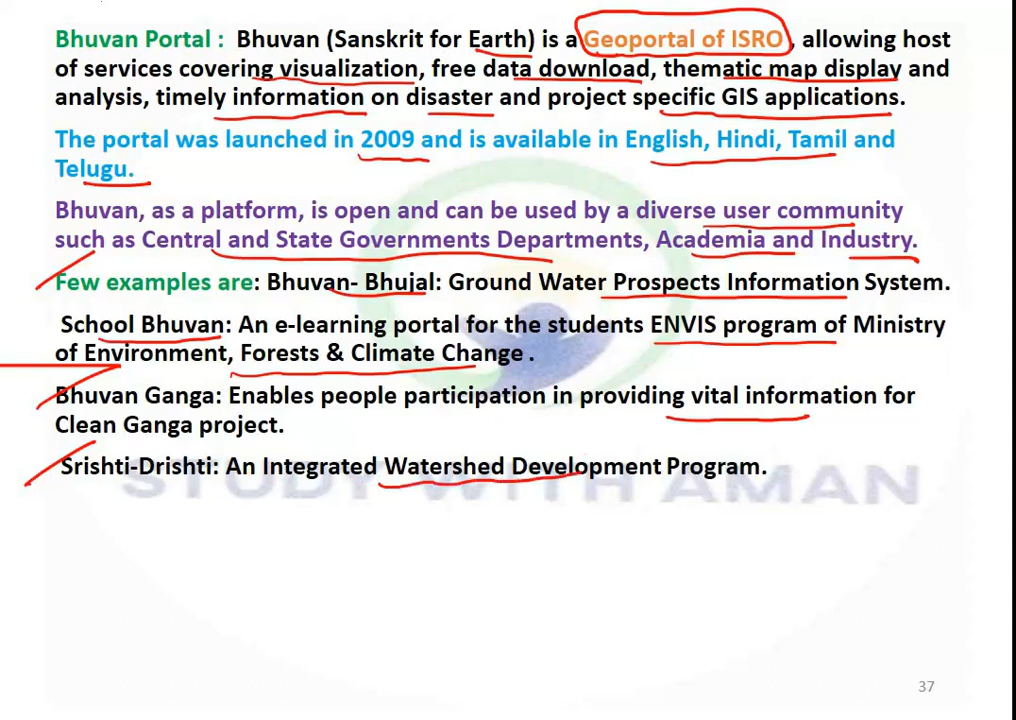 Bhuvan Portal : Bhuvan (Sanskrit for Earth) is a Geoportal of ISRO , allowing host
of services covering visualization, free data download, thematic map display and
analysis, timely information on disaster and project specific GIS applications.
The portal was launched in 2009 and is available in English, Hindi, Tamil and
Telugu.
Bhuvan, as a platform, is open and can be used by a diverse user community
such as Central and State Governments Departments, Academia and Industry.
Few examples are: Bhuvan- Bhujal: Ground Water Prospects Information System.
School Bhuvan: An e-learning portal for the students ENVIS program of Ministry
of Environment, Forests & Climate Change .
Bhuvan Ganga: Enables people participation in providing vital information for
Clean Ganga project.
Srishti-Drishti: An Integrated Watershed Development Program.
STUDY WITH AMAN
37